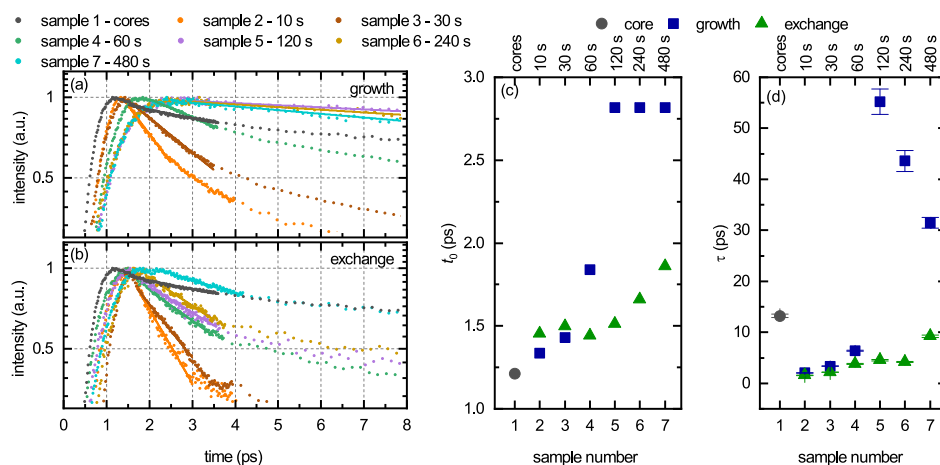 sample 1 - cores sample 2 - 10 s sample 3 - 30 s
sample 4 - 60 s sample 5 - 120 s sample 6 - 240 s
sample 7 - 480 s
core growth exchange
(a) growth
intensity (a.u.)
1
0.5
(b) exchange
intensity (a.u.)
1
0.5
0 1 2 3 4 5 6 7 8
time (ps)
cores 10 s 30 s 60 s 120 s 240 s 480 s
(c)
t₀ (ps)
3.0
2.5
2.0
1.5
1.0
1 2 3 4 5 6 7
sample number
cores 10 s 30 s 60 s 120 s 240 s 480 s
(d)
τ (ps)
60
50
40
30
20
10
0
1 2 3 4 5 6 7
sample number